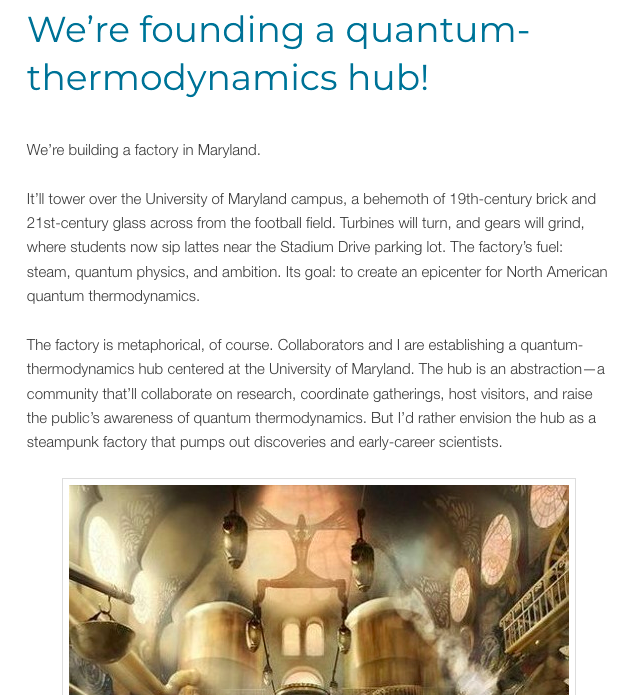 We’re founding a quantum-
thermodynamics hub!
We’re building a factory in Maryland.
It’ll tower over the University of Maryland campus, a behemoth of 19th-century brick and
21st-century glass across from the football field. Turbines will turn, and gears will grind,
where students now sip lattes near the Stadium Drive parking lot. The factory’s fuel:
steam, quantum physics, and ambition. Its goal: to create an epicenter for North American
quantum thermodynamics.
The factory is metaphorical, of course. Collaborators and I are establishing a quantum-
thermodynamics hub centered at the University of Maryland. The hub is an abstraction—a
community that’ll collaborate on research, coordinate gatherings, host visitors, and raise
the public’s awareness of quantum thermodynamics. But I’d rather envision the hub as a
steampunk factory that pumps out discoveries and early-career scientists.